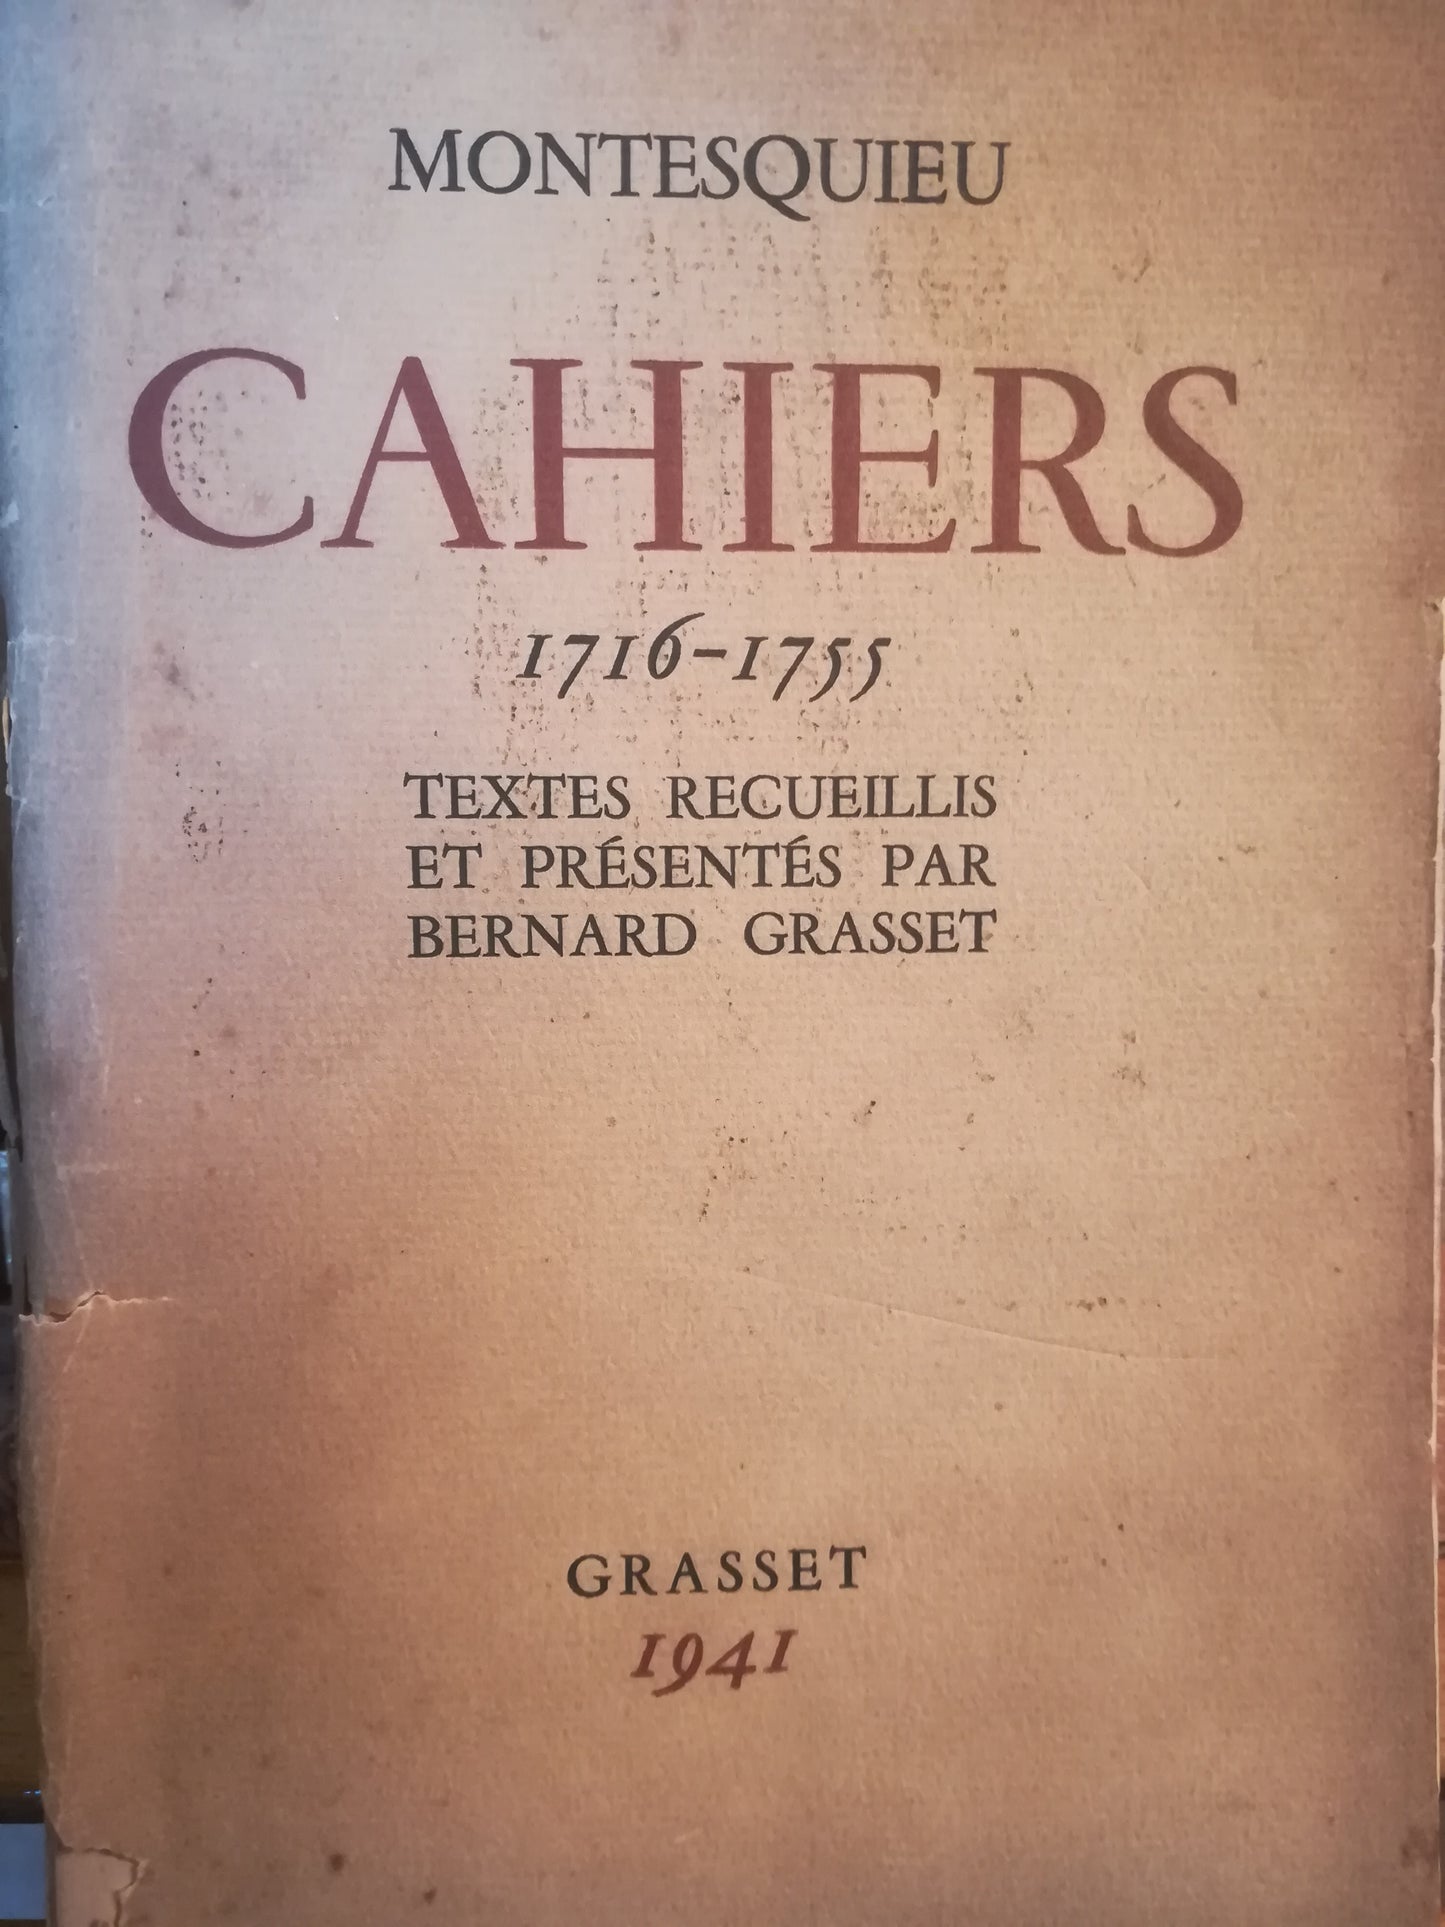 MONTESQUIEU
CAHIERS
1716-1755
TEXTES RECUEILLIS
ET PRÉSENTÉS PAR
BERNARD GRASSET
GRASSET
1941